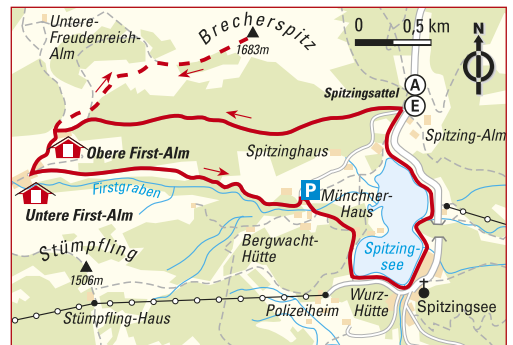 Untere-
Freudenreich-
Alm
Brecherspitz
1683m
0 0,5 km
N
Spitzingsattel
A
E
Spitzing-Alm
Obere First-Alm
Spitzinghaus
Firstgraben
P
Münchner-
Haus
Untere First-Alm
Bergwacht-
Hütte
Spitzing-
see
Stümpfling
1506m
Stümpfling-Haus
Polizeiheim
Wurz-
Hütte
Spitzingsee